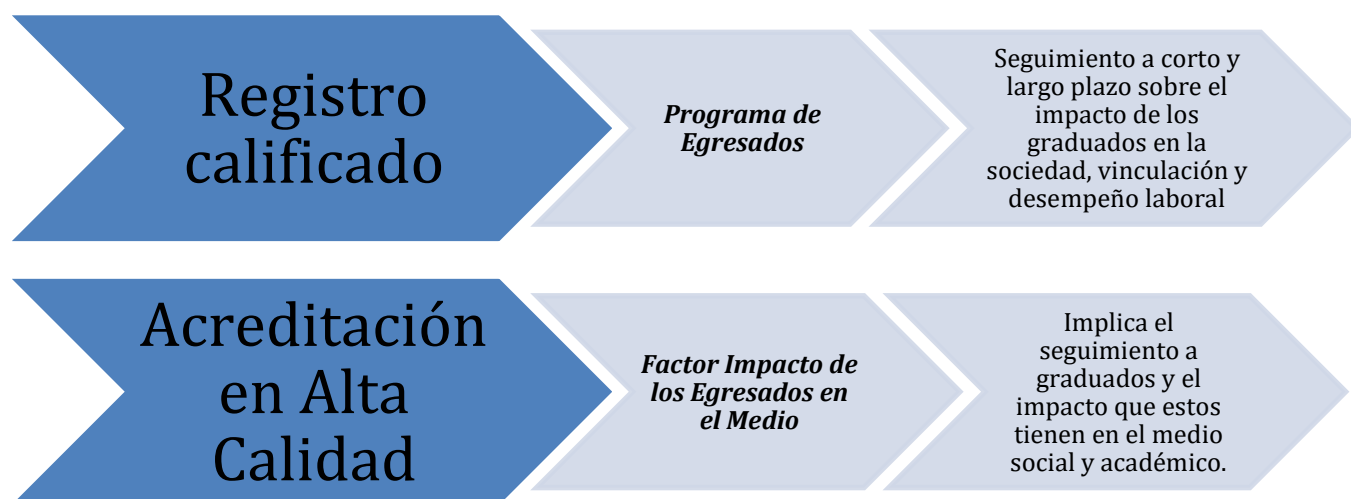 Registro
calificado
Programa de
Egresados
Seguimiento a corto y
largo plazo sobre el
impacto de los
graduados en la
sociedad, vinculación y
desempeño laboral
Acreditación
en Alta
Calidad
Factor Impacto de
los Egresados en
el Medio
Implica el
seguimiento a
graduados y el
impacto que estos
tienen en el medio
social y académico.